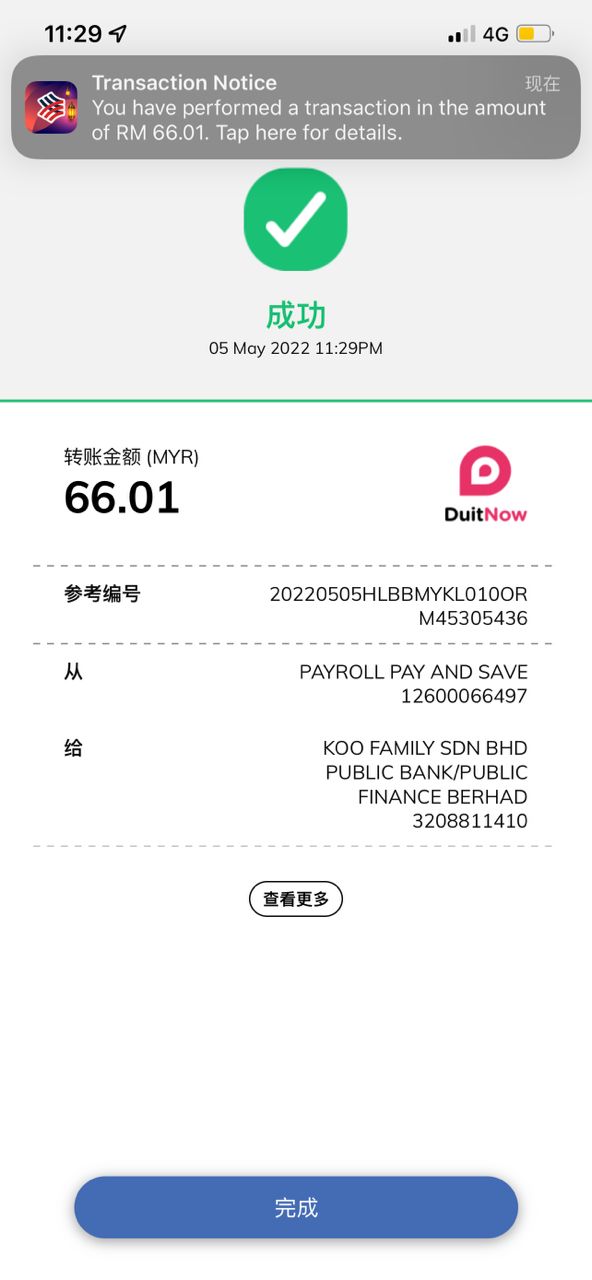 11:29
4G
Transaction Notice
现在
You have performed a transaction in the amount
of RM 66.01. Tap here for details.
成功
05 May 2022 11:29PM
转账金额 (MYR)
66.01
DuitNow
参考编号
20220505HLBBMYKL010OR
M45305436
从
PAYROLL PAY AND SAVE
12600066497
给
KOO FAMILY SDN BHD
PUBLIC BANK/PUBLIC
FINANCE BERHAD
3208811410
查看更多
完成